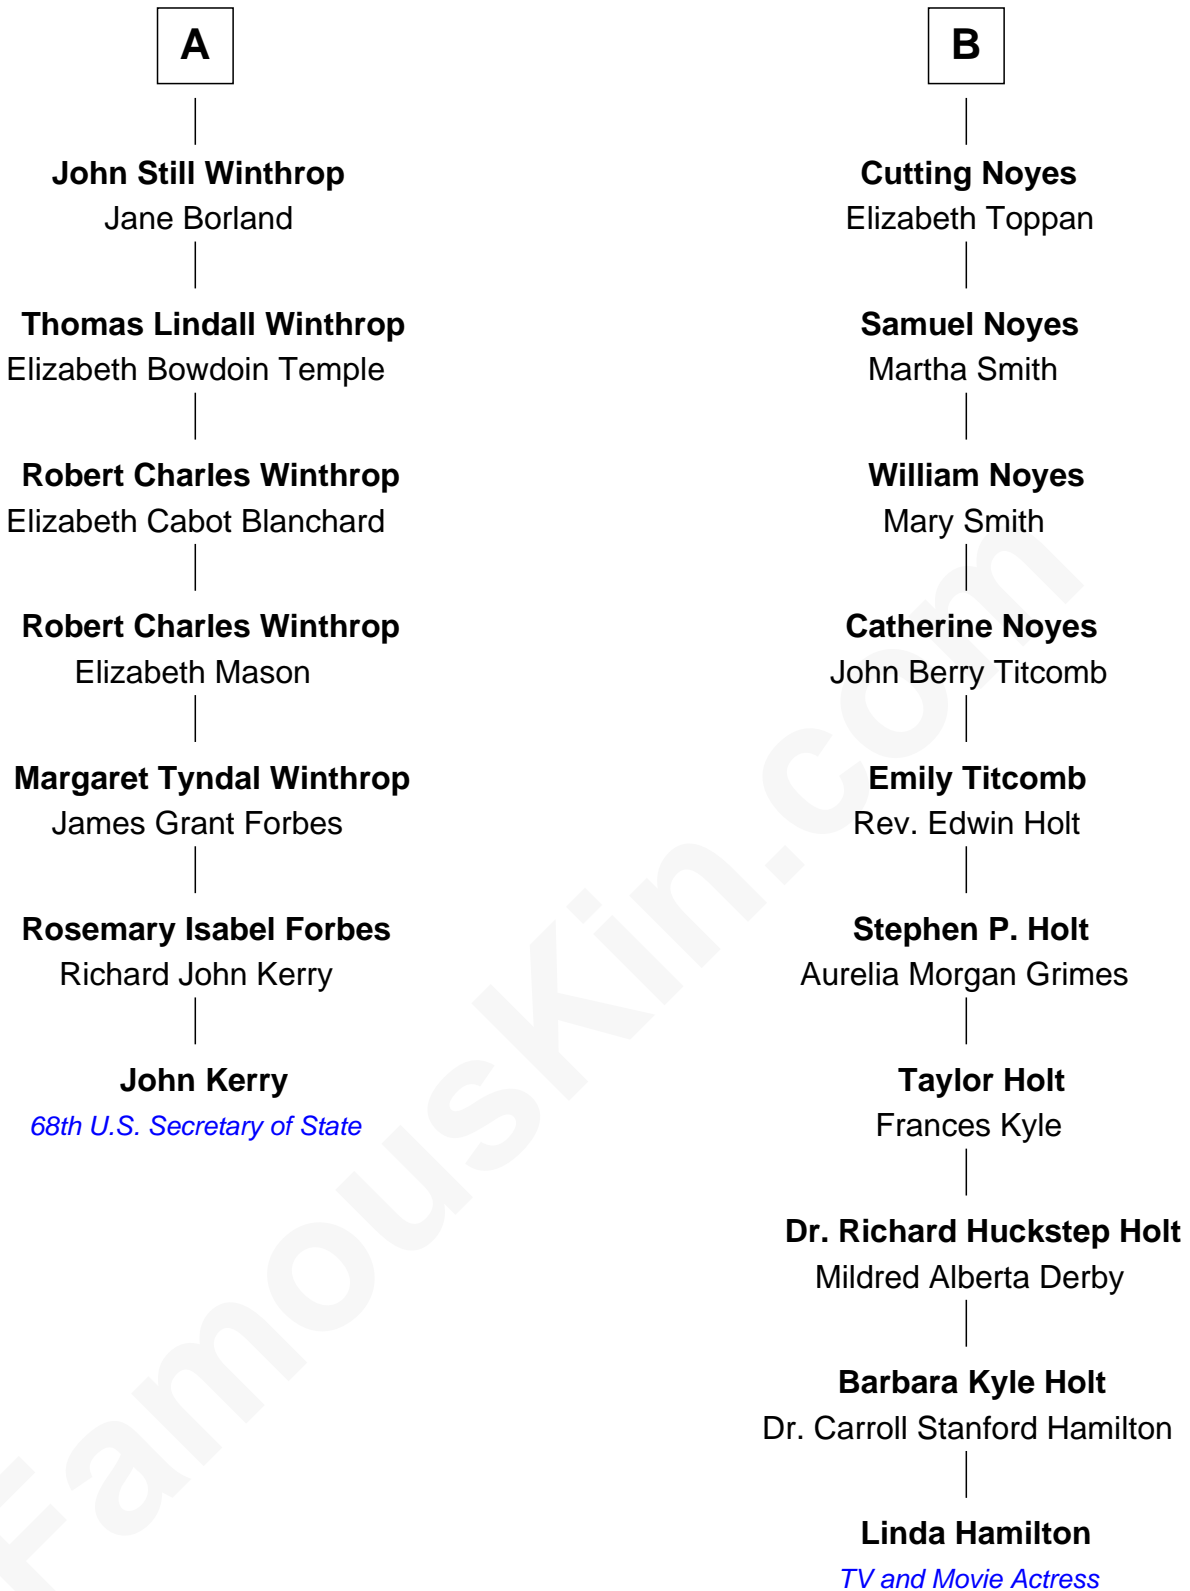 A
John Still Winthrop
Jane Borland
Thomas Lindall Winthrop
Elizabeth Bowdoin Temple
Robert Charles Winthrop
Elizabeth Cabot Blanchard
Robert Charles Winthrop
Elizabeth Mason
Margaret Tyndal Winthrop
James Grant Forbes
Rosemary Isabel Forbes
Richard John Kerry
John Kerry
68th U.S. Secretary of State
B
Cutting Noyes
Elizabeth Toppan
Samuel Noyes
Martha Smith
William Noyes
Mary Smith
Catherine Noyes
John Berry Titcomb
Emily Titcomb
Rev. Edwin Holt
Stephen P. Holt
Aurelia Morgan Grimes
Taylor Holt
Frances Kyle
Dr. Richard Huckstep Holt
Mildred Alberta Derby
Barbara Kyle Holt
Dr. Carroll Stanford Hamilton
Linda Hamilton
TV and Movie Actress
FamousKin.com